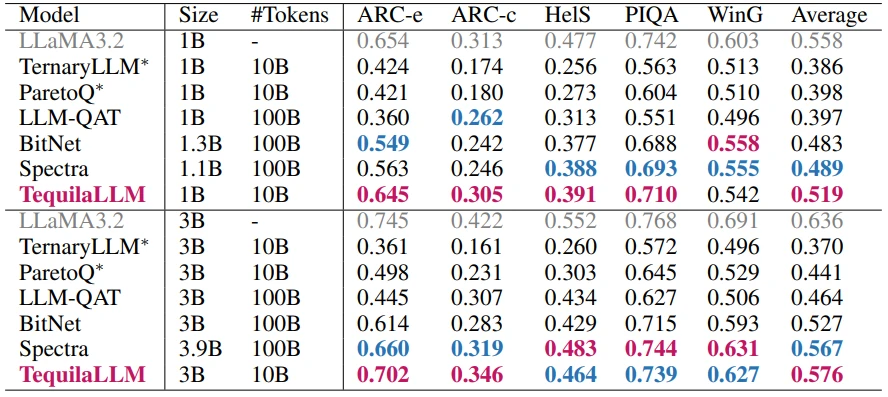 Model Size #Tokens ARC-e ARC-c HelS PIQA WinG Average
LLaMA3.2 1B - 0.654 0.313 0.477 0.742 0.603 0.558
TernaryLLM* 1B 10B 0.424 0.174 0.256 0.563 0.513 0.386
ParetoQ* 1B 10B 0.421 0.180 0.273 0.604 0.510 0.398
LLM-QAT 1B 100B 0.360 0.262 0.313 0.551 0.496 0.397
BitNet 1.3B 100B 0.549 0.242 0.377 0.688 0.558 0.483
Spectra 1.1B 100B 0.563 0.246 0.388 0.693 0.555 0.489
TequilaLLM 1B 10B 0.645 0.305 0.391 0.710 0.542 0.519
LLaMA3.2 3B - 0.745 0.422 0.552 0.768 0.691 0.636
TernaryLLM* 3B 10B 0.361 0.161 0.260 0.572 0.496 0.370
ParetoQ* 3B 10B 0.498 0.231 0.303 0.645 0.529 0.441
LLM-QAT 3B 100B 0.445 0.307 0.434 0.627 0.506 0.464
BitNet 3B 100B 0.614 0.283 0.429 0.715 0.593 0.527
Spectra 3.9B 100B 0.660 0.319 0.483 0.744 0.631 0.567
TequilaLLM 3B 10B 0.702 0.346 0.464 0.739 0.627 0.576